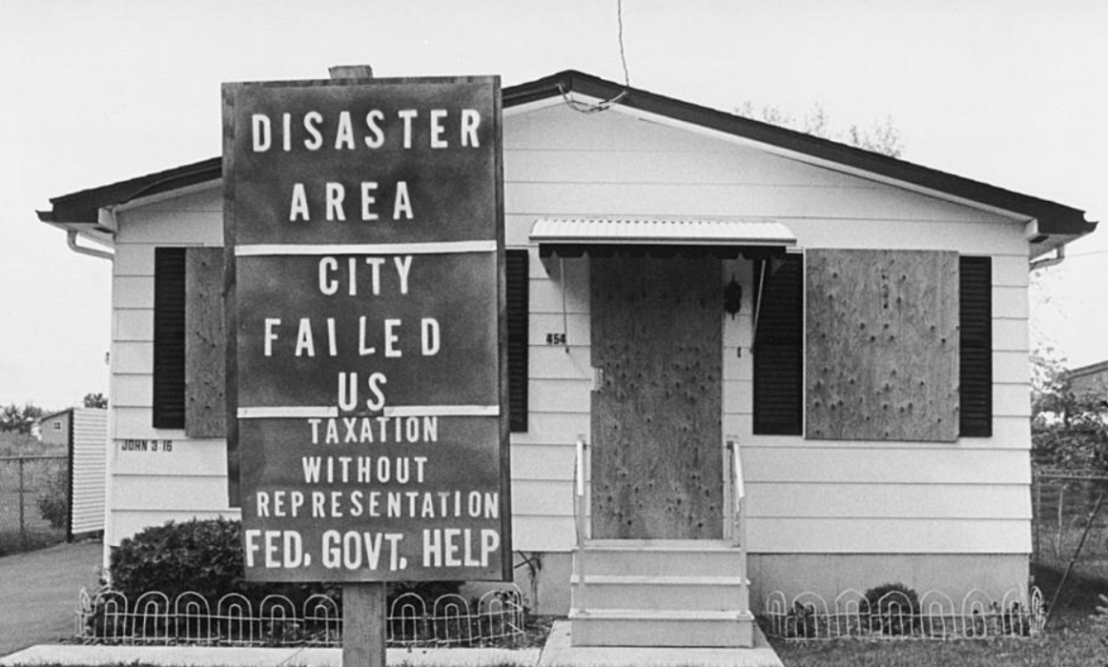 DISASTER
AREA
CITY
FAILED
US
TAXATION
WITHOUT
REPRESENTATION
FED. GOVT. HELP
454
JOHN 3:16